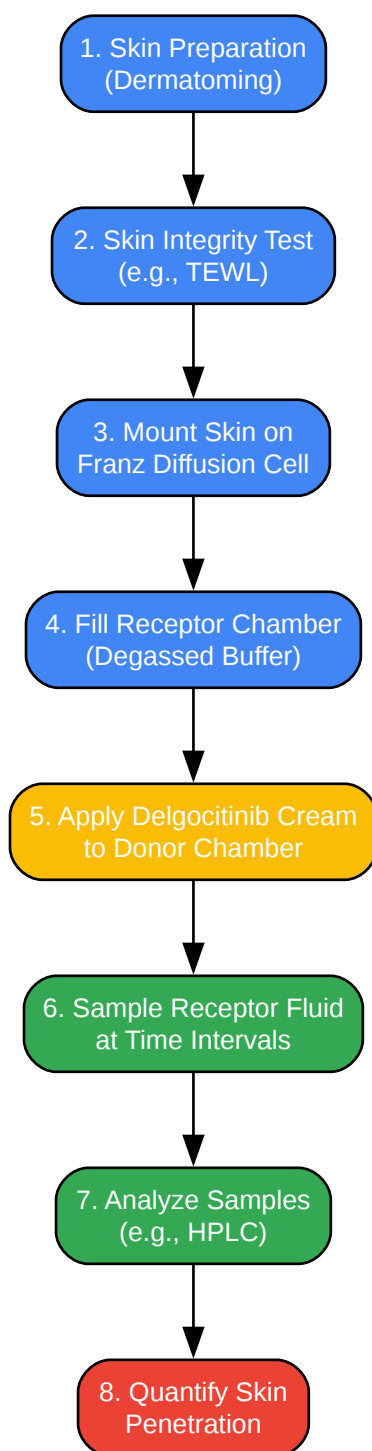 1. Skin Preparation
(Dermatoming)
2. Skin Integrity Test
(e.g., TEWL)
3. Mount Skin on
Franz Diffusion Cell
4. Fill Receptor Chamber
(Degassed Buffer)
5. Apply Delgocitinib Cream
to Donor Chamber
6. Sample Receptor Fluid
at Time Intervals
7. Analyze Samples
(e.g., HPLC)
8. Quantify Skin
Penetration